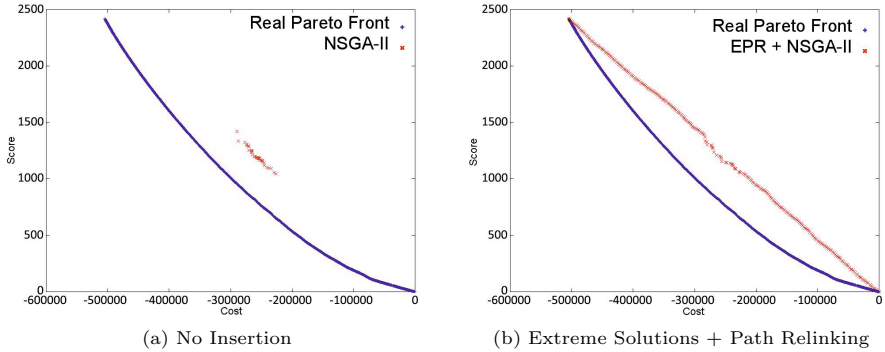 2500
2000
1500
1000
500
0
Score
-600000 -500000 -400000 -300000 -200000 -100000 0
Cost
Real Pareto Front
NSGA-II
(a) No Insertion
2500
2000
1500
1000
500
0
Score
-600000 -500000 -400000 -300000 -200000 -100000 0
Cost
Real Pareto Front
EPR + NSGA-II
(b) Extreme Solutions + Path Relinking